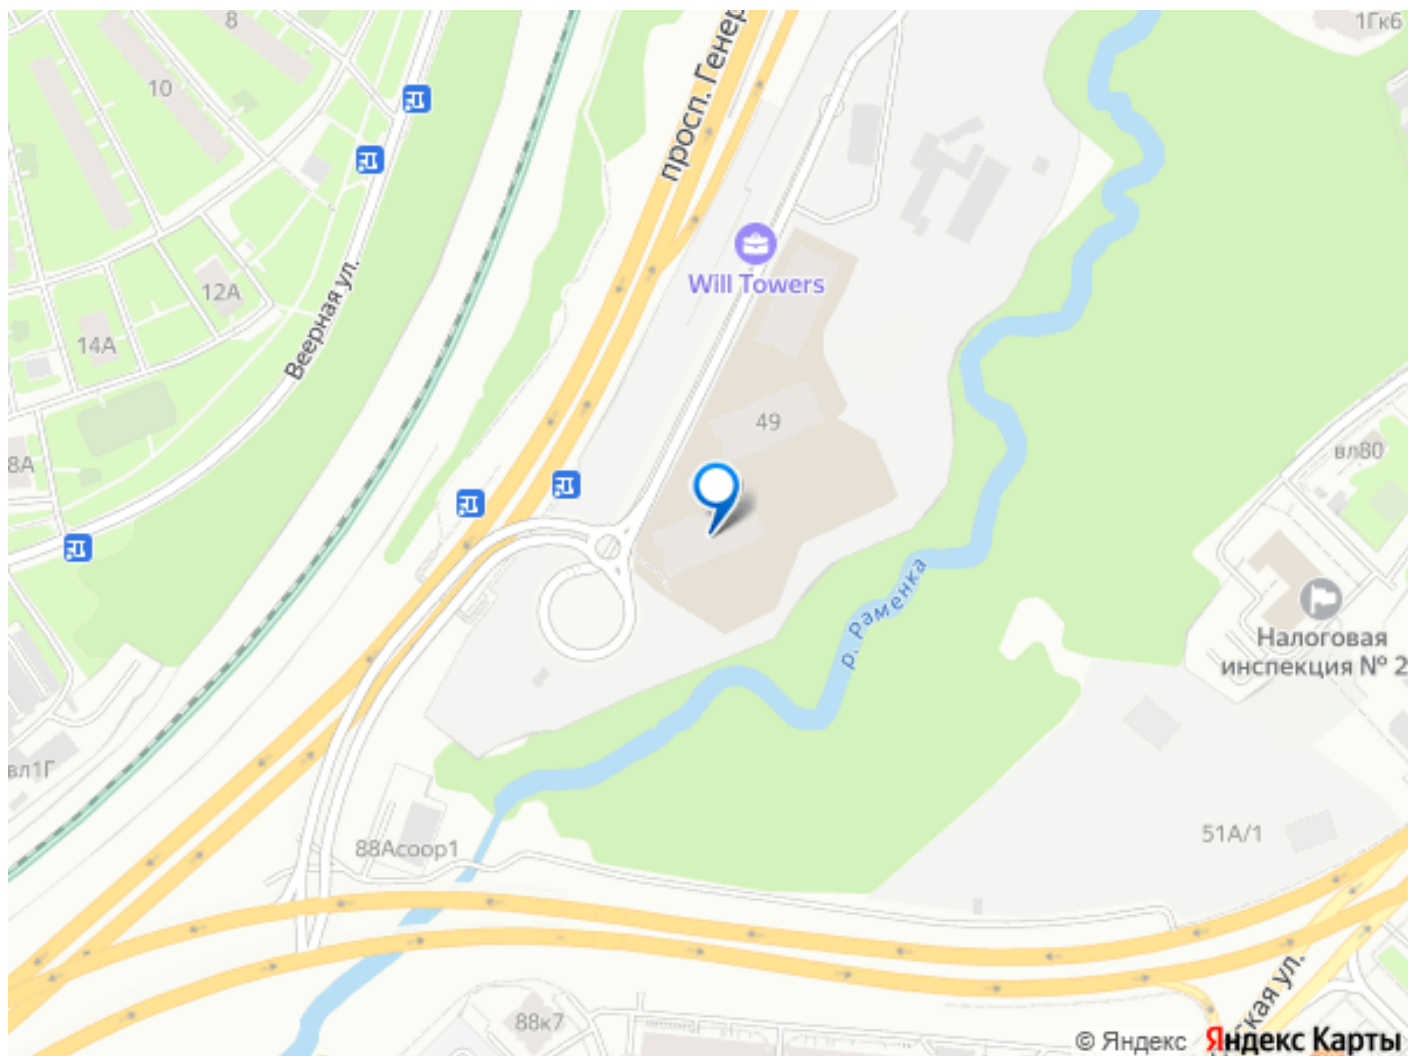 8
1Гк6
10
просп. Генер
Will Towers
12А
Веерная ул.
14А
49
вл80
8А
р. Раменка
Налоговая
инспекция № 2
вл1Г
51А/1
88Асоор1
ская ул.
88к7
© Яндекс Яндекс Карты